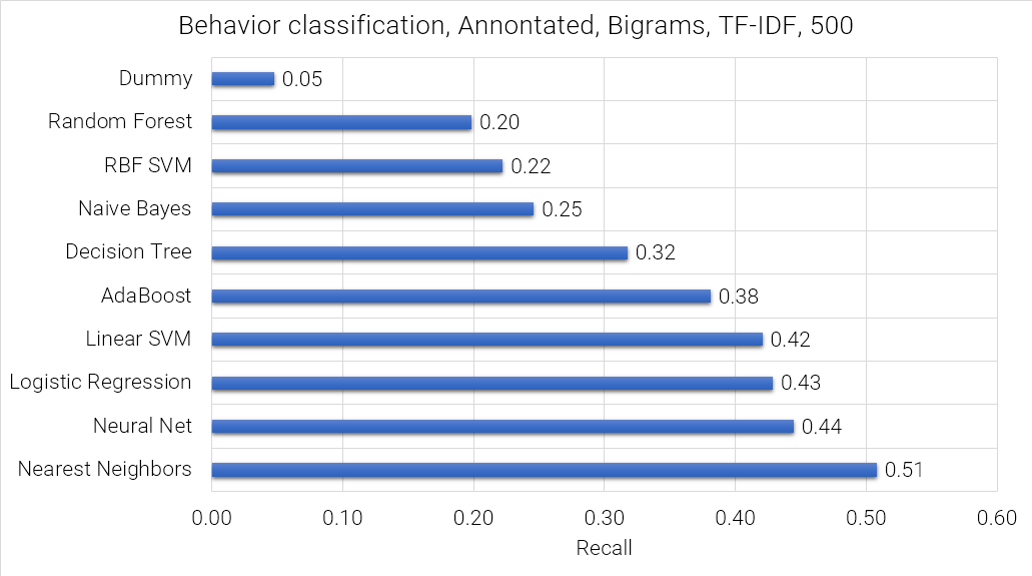 Behavior classification, Annontated, Bigrams, TF-IDF, 500
Dummy 0.05
Random Forest 0.20
RBF SVM 0.22
Naive Bayes 0.25
Decision Tree 0.32
AdaBoost 0.38
Linear SVM 0.42
Logistic Regression 0.43
Neural Net 0.44
Nearest Neighbors 0.51
0.00 0.10 0.20 0.30 0.40 0.50 0.60
Recall